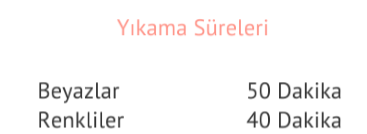 Yıkama Süreleri
Beyazlar 50 Dakika
Renkliler 40 Dakika